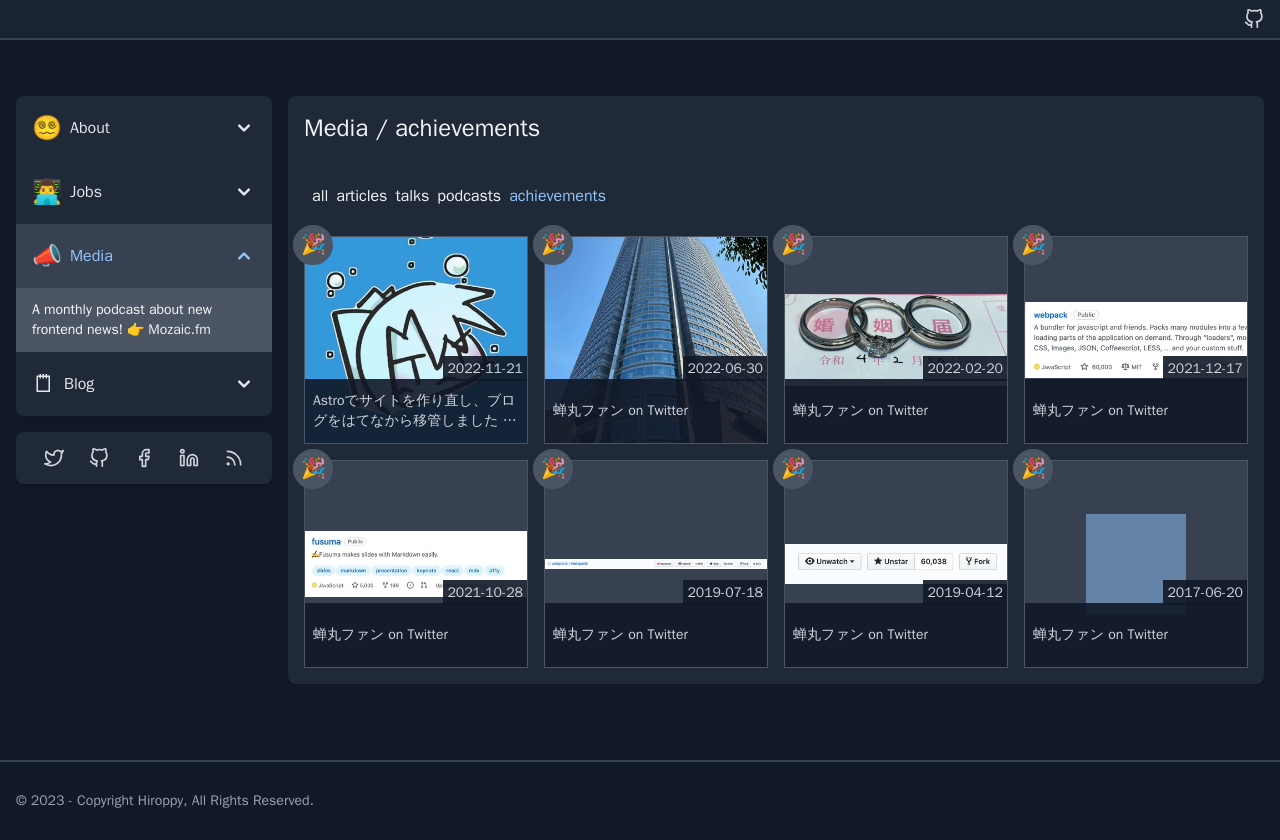 About
Jobs
Media
A monthly podcast about new
frontend news! 👉 Mozaic.fm
Blog
Media / achievements
all articles talks podcasts achievements
2022-11-21
Astroでサイトを作り直し、ブロ
グをはてなから移管しました …
2022-06-30
蝉丸ファン on Twitter
婚 姻 届
令和 4年 2月
2022-02-20
蝉丸ファン on Twitter
webpack Public
A bundler for javascript and friends. Packs many modules into a few
loading parts of the application on demand. Through "loaders", mo
CSS, Images, JSON, Coffeescript, LESS, ... and your custom stuff.
JavaScript 60,000 MIT
2021-12-17
蝉丸ファン on Twitter
fusuma Public
Fusuma makes slides with Markdown easily.
slides markdown presentation keynote react mdx a11y
JavaScript 5,000 199
2021-10-28
蝉丸ファン on Twitter
2019-07-18
蝉丸ファン on Twitter
Unwatch Unstar 60,038 Fork
2019-04-12
蝉丸ファン on Twitter
2017-06-20
蝉丸ファン on Twitter
© 2023 - Copyright Hiroppy, All Rights Reserved.